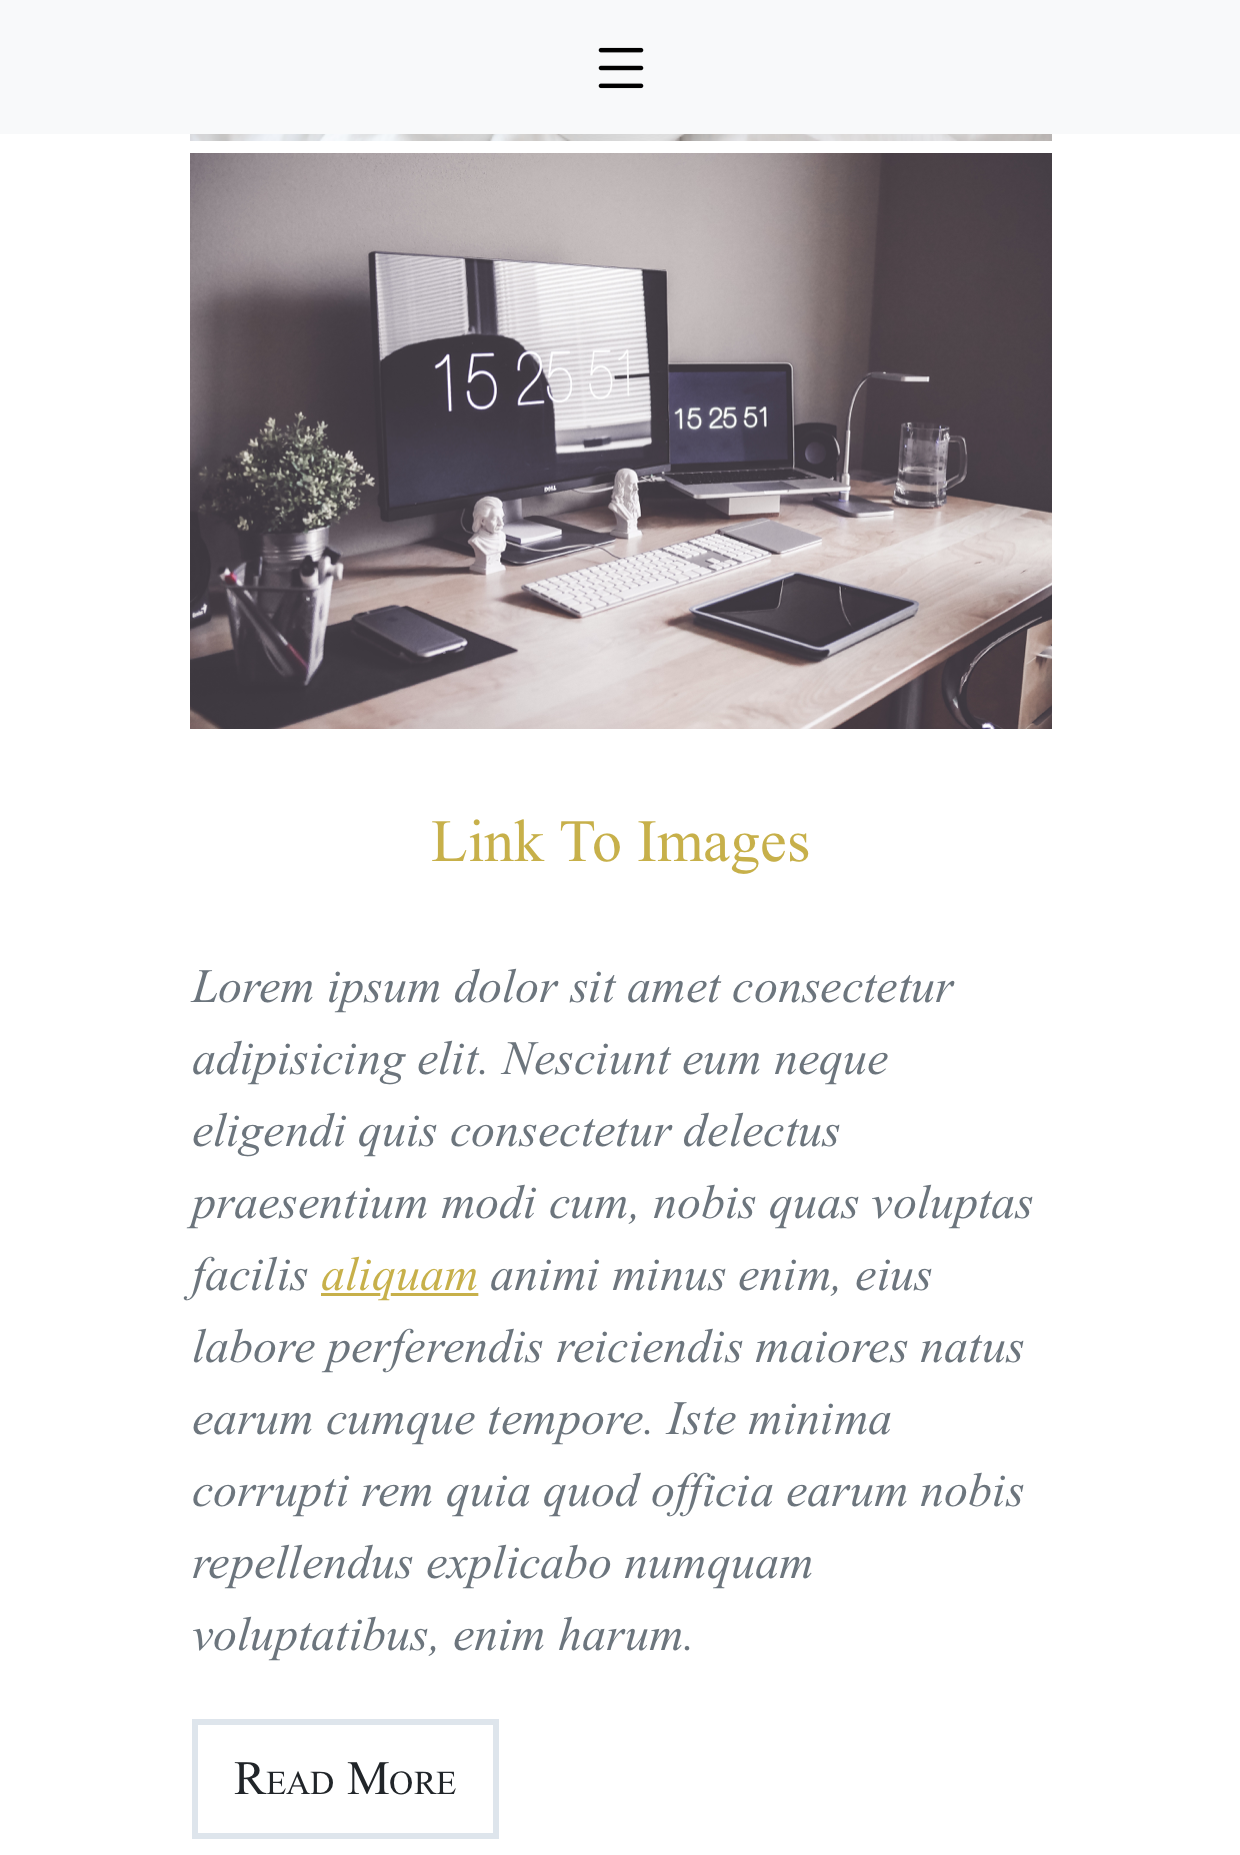 15 25 51
15 25 51
DELL
Link To Images
Lorem ipsum dolor sit amet consectetur
adipisicing elit. Nesciunt eum neque
eligendi quis consectetur delectus
praesentium modi cum, nobis quas voluptas
facilis aliquam animi minus enim, eius
labore perferendis reiciendis maiores natus
earum cumque tempore. Iste minima
corrupti rem quia quod officia earum nobis
repellendus explicabo numquam
voluptatibus, enim harum.
Read More